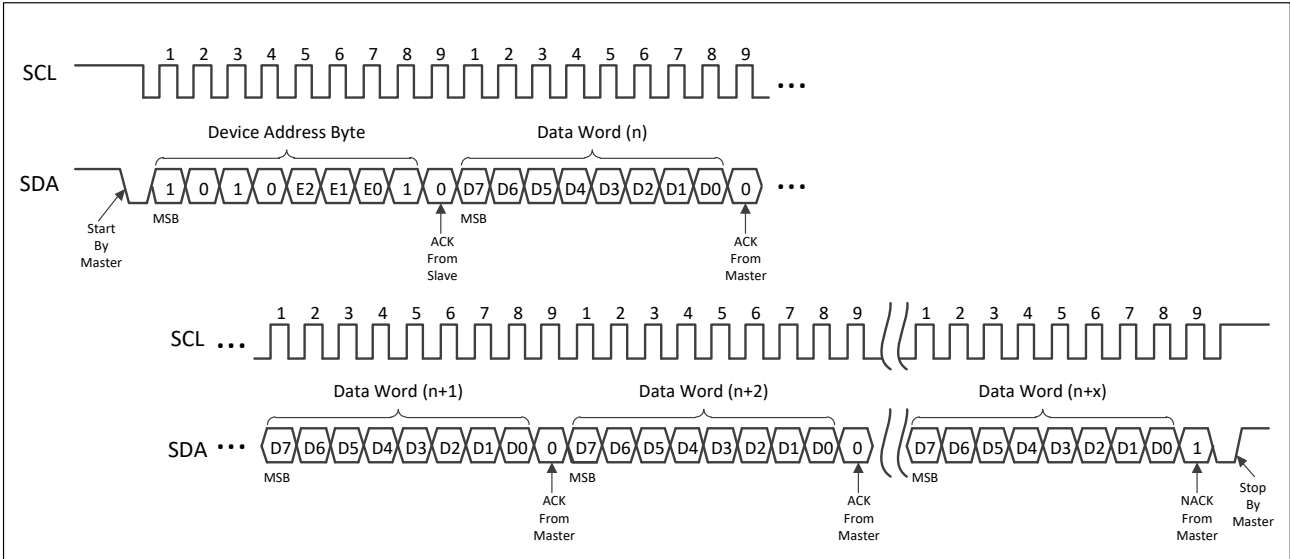 1 2 3 4 5 6 7 8 9 1 2 3 4 5 6 7 8 9
SCL
Device Address Byte Data Word (n)
SDA 1 0 1 0 E2 E1 E0 1 0 D7 D6 D5 D4 D3 D2 D1 D0 0
MSB MSB
Start
By
Master
ACK
From
Slave
ACK
From
Master
1 2 3 4 5 6 7 8 9 1 2 3 4 5 6 7 8 9 1 2 3 4 5 6 7 8 9
SCL
Data Word (n+1) Data Word (n+2) Data Word (n+x)
SDA D7 D6 D5 D4 D3 D2 D1 D0 0 D7 D6 D5 D4 D3 D2 D1 D0 0 D7 D6 D5 D4 D3 D2 D1 D0 1
MSB MSB MSB
ACK
From
Master
ACK
From
Master
NACK
From
Master
Stop
By
Master